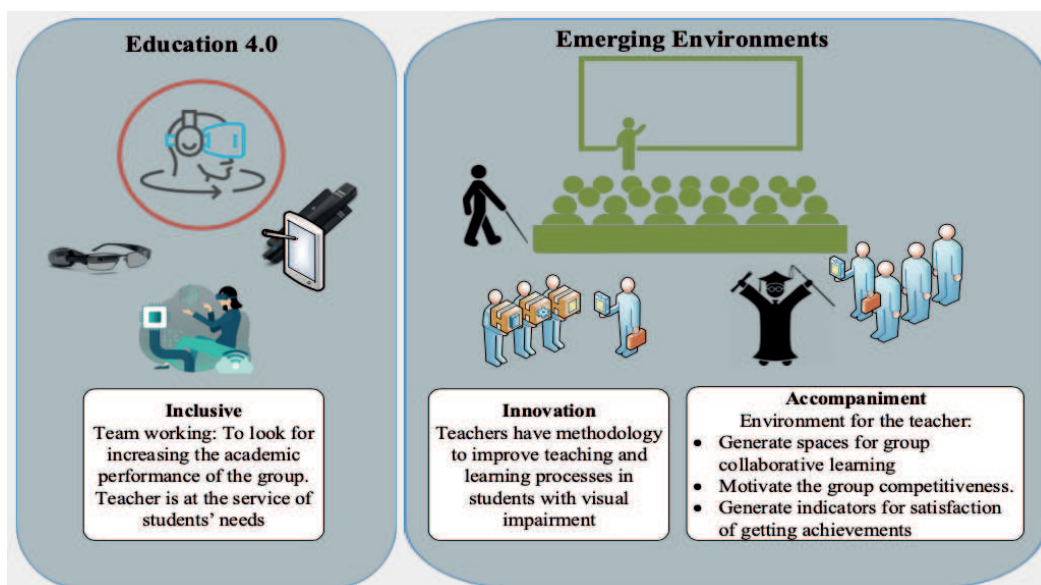 Education 4.0
Inclusive
Team working: To look for
increasing the academic
performance of the group.
Teacher is at the service of
students' needs
Emerging Environments
Innovation
Teachers have methodology
to improve teaching and
learning processes in
students with visual
impairment
Accompaniment
Environment for the teacher:
• Generate spaces for group
collaborative learning
• Motivate the group competitiveness.
• Generate indicators for satisfaction
of getting achievements